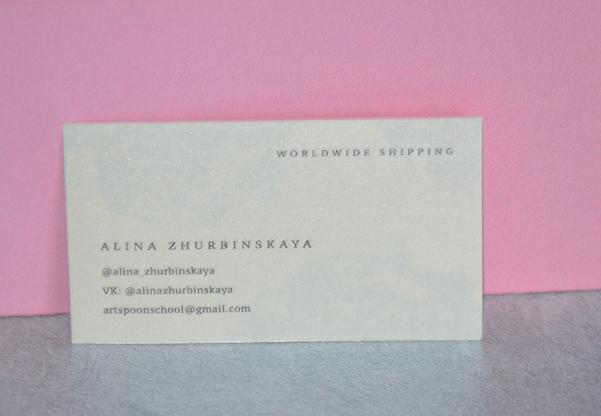 WORLDWIDE SHIPPING
ALINA ZHURBINSKAYA
@alina_zhurbinskaya
VK: @alinazhurbinskaya
artspoonschool@gmail.com